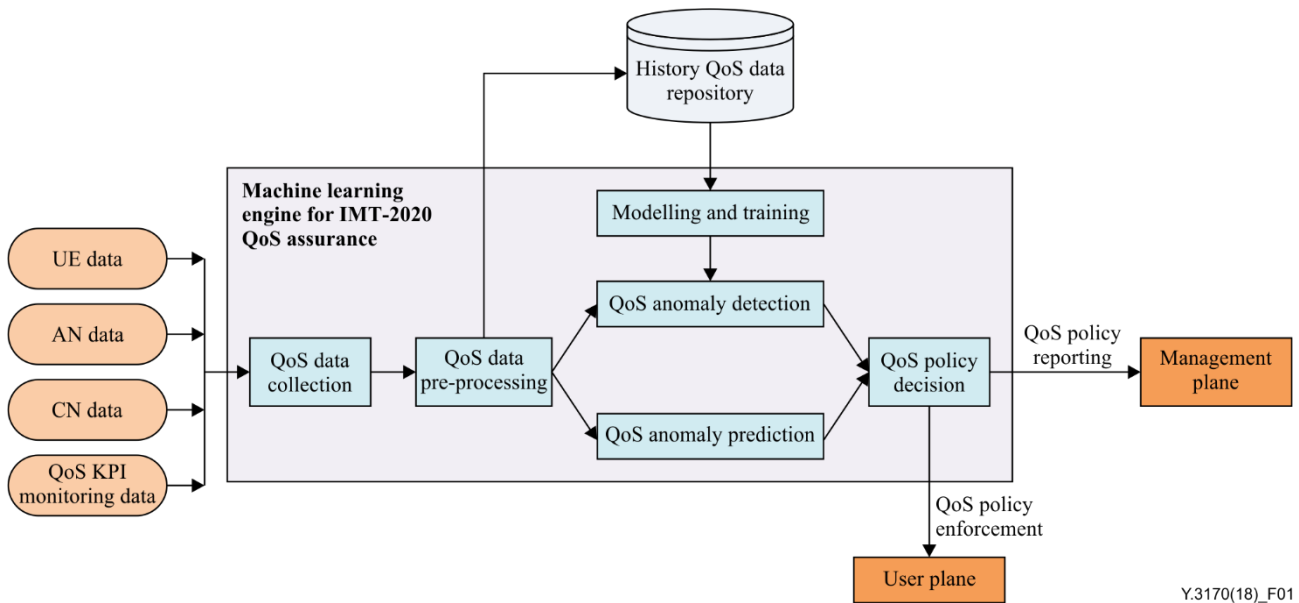 History QoS data
repository
Machine learning
engine for IMT-2020
QoS assurance
Modelling and training
UE data
QoS anomaly detection
AN data
QoS data
collection
QoS data
pre-processing
QoS policy
decision
QoS policy
reporting
Management
plane
CN data
QoS anomaly prediction
QoS KPI
monitoring data
QoS policy
enforcement
User plane
Y.3170(18)_F01